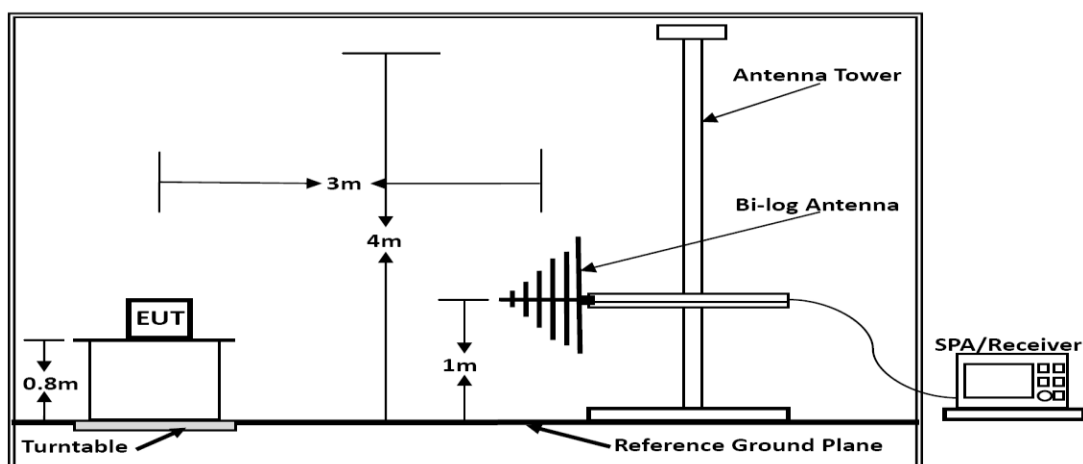 Antenna Tower
3m
Bi-log Antenna
4m
EUT
SPA/Receiver
1m
0.8m
Turntable
Reference Ground Plane